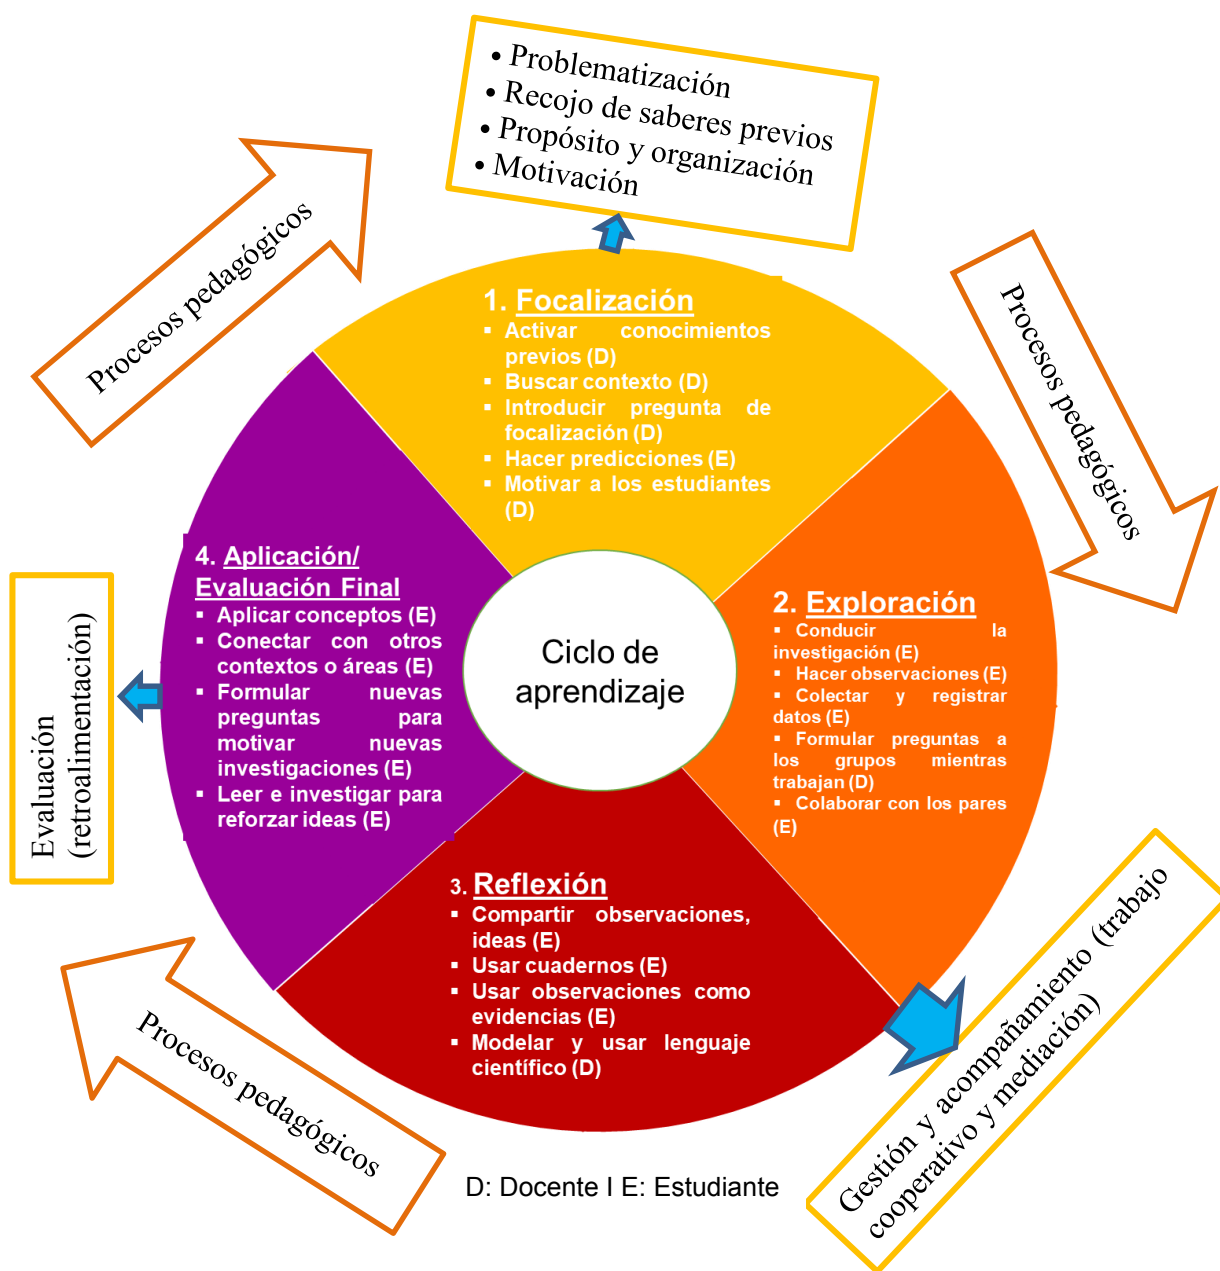 • Problematización
• Recojo de saberes previos
• Propósito y organización
• Motivación
Procesos pedagógicos
Procesos pedagógicos
1. Focalización
▪ Activar conocimientos
previos (D)
▪ Buscar contexto (D)
▪ Introducir pregunta de
focalización (D)
▪ Hacer predicciones (E)
▪ Motivar a los estudiantes
(D)
2. Exploración
▪ Conducir la
investigación (E)
▪ Hacer observaciones (E)
▪ Colectar y registrar
datos (E)
▪ Formular preguntas a
los grupos mientras
trabajan (D)
▪ Colaborar con los pares
(E)
Ciclo de
aprendizaje
4. Aplicación/
Evaluación Final
▪ Aplicar conceptos (E)
▪ Conectar con otros
contextos o áreas (E)
▪ Formular nuevas
preguntas para
motivar nuevas
investigaciones (E)
▪ Leer e investigar para
reforzar ideas (E)
Evaluación
(retroalimentación)
3. Reflexión
▪ Compartir observaciones,
ideas (E)
▪ Usar cuadernos (E)
▪ Usar observaciones como
evidencias (E)
▪ Modelar y usar lenguaje
científico (D)
Gestión y acompañamiento (trabajo
cooperativo y mediación)
Procesos pedagógicos
D: Docente I E: Estudiante